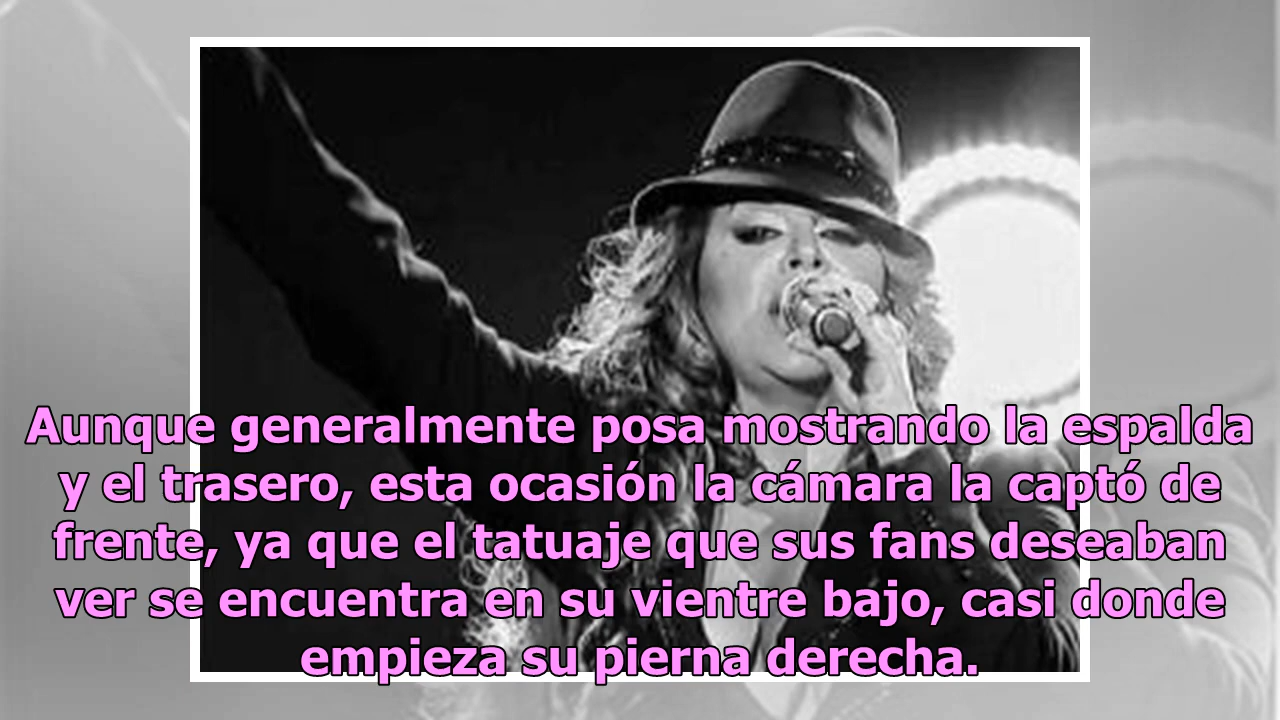 Aunque generalmente posa mostrando la espalda
y el trasero, esta ocasión la cámara la captó de
frente, ya que el tatuaje que sus fans deseaban
ver se encuentra en su vientre bajo, casi donde
empieza su pierna derecha.